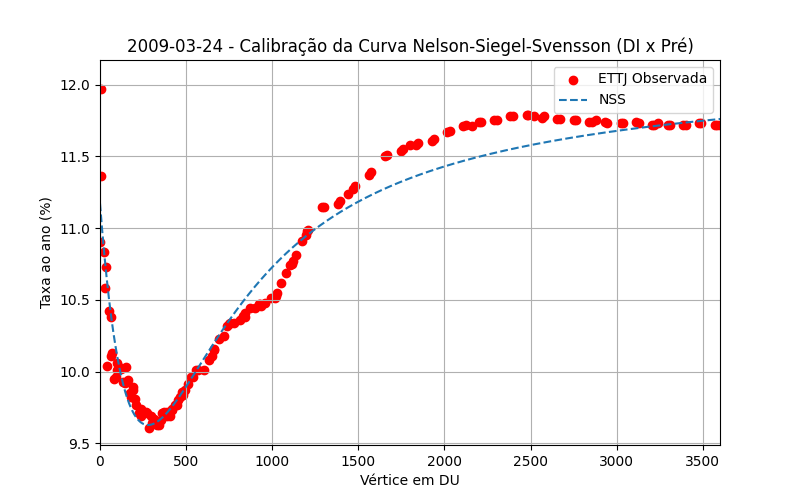 2009-03-24 - Calibração da Curva Nelson-Siegel-Svensson (DI x Pré)
ETTJ Observada
NSS
Taxa ao ano (%)
12.0
11.5
11.0
10.5
10.0
9.5
0 500 1000 1500 2000 2500 3000 3500
Vértice em DU